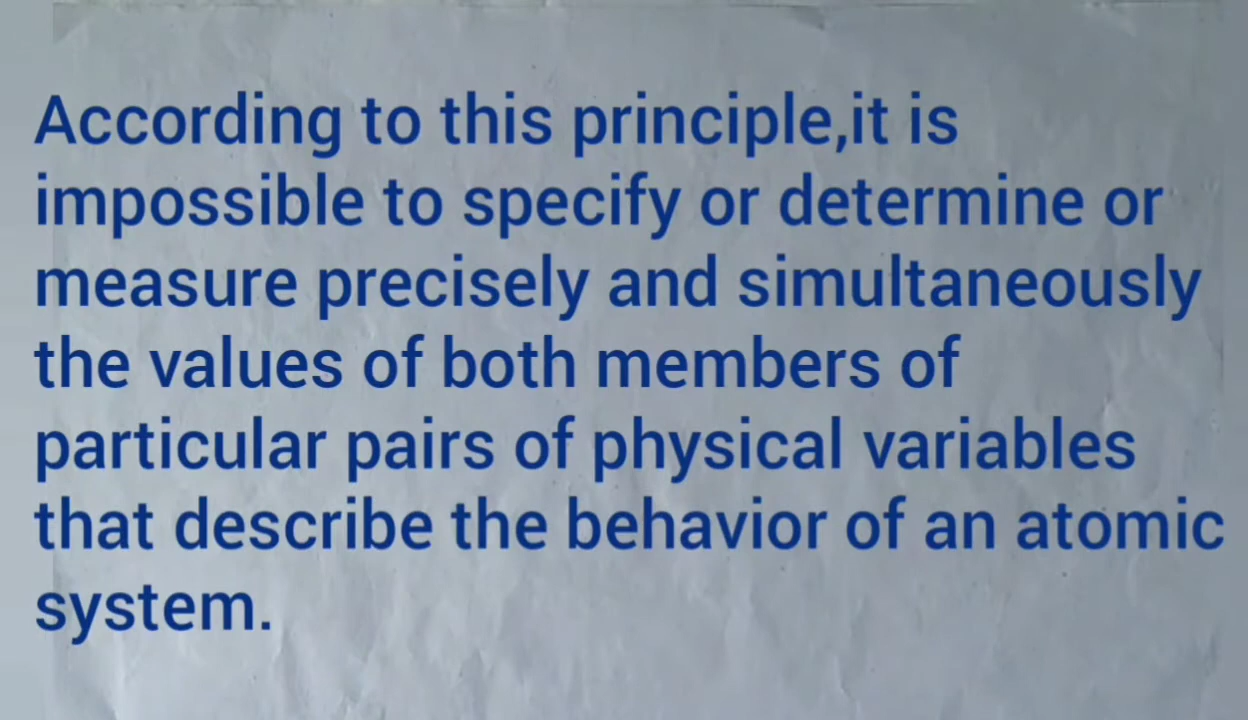 According to this principle,it is
impossible to specify or determine or
measure precisely and simultaneously
the values of both members of
particular pairs of physical variables
that describe the behavior of an atomic
system.